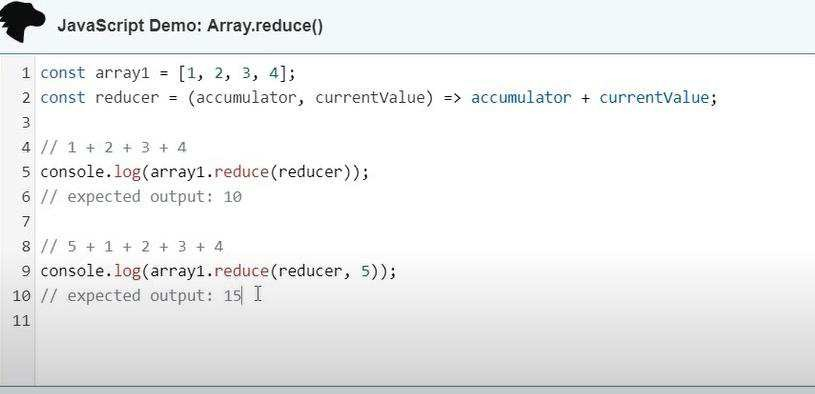 JavaScript Demo: Array.reduce()
1 const array1 = [1, 2, 3, 4];
2 const reducer = (accumulator, currentValue) => accumulator + currentValue;
3
4 // 1 + 2 + 3 + 4
5 console.log(array1.reduce(reducer));
6 // expected output: 10
7
8 // 5 + 1 + 2 + 3 + 4
9 console.log(array1.reduce(reducer, 5));
10 // expected output: 15
11